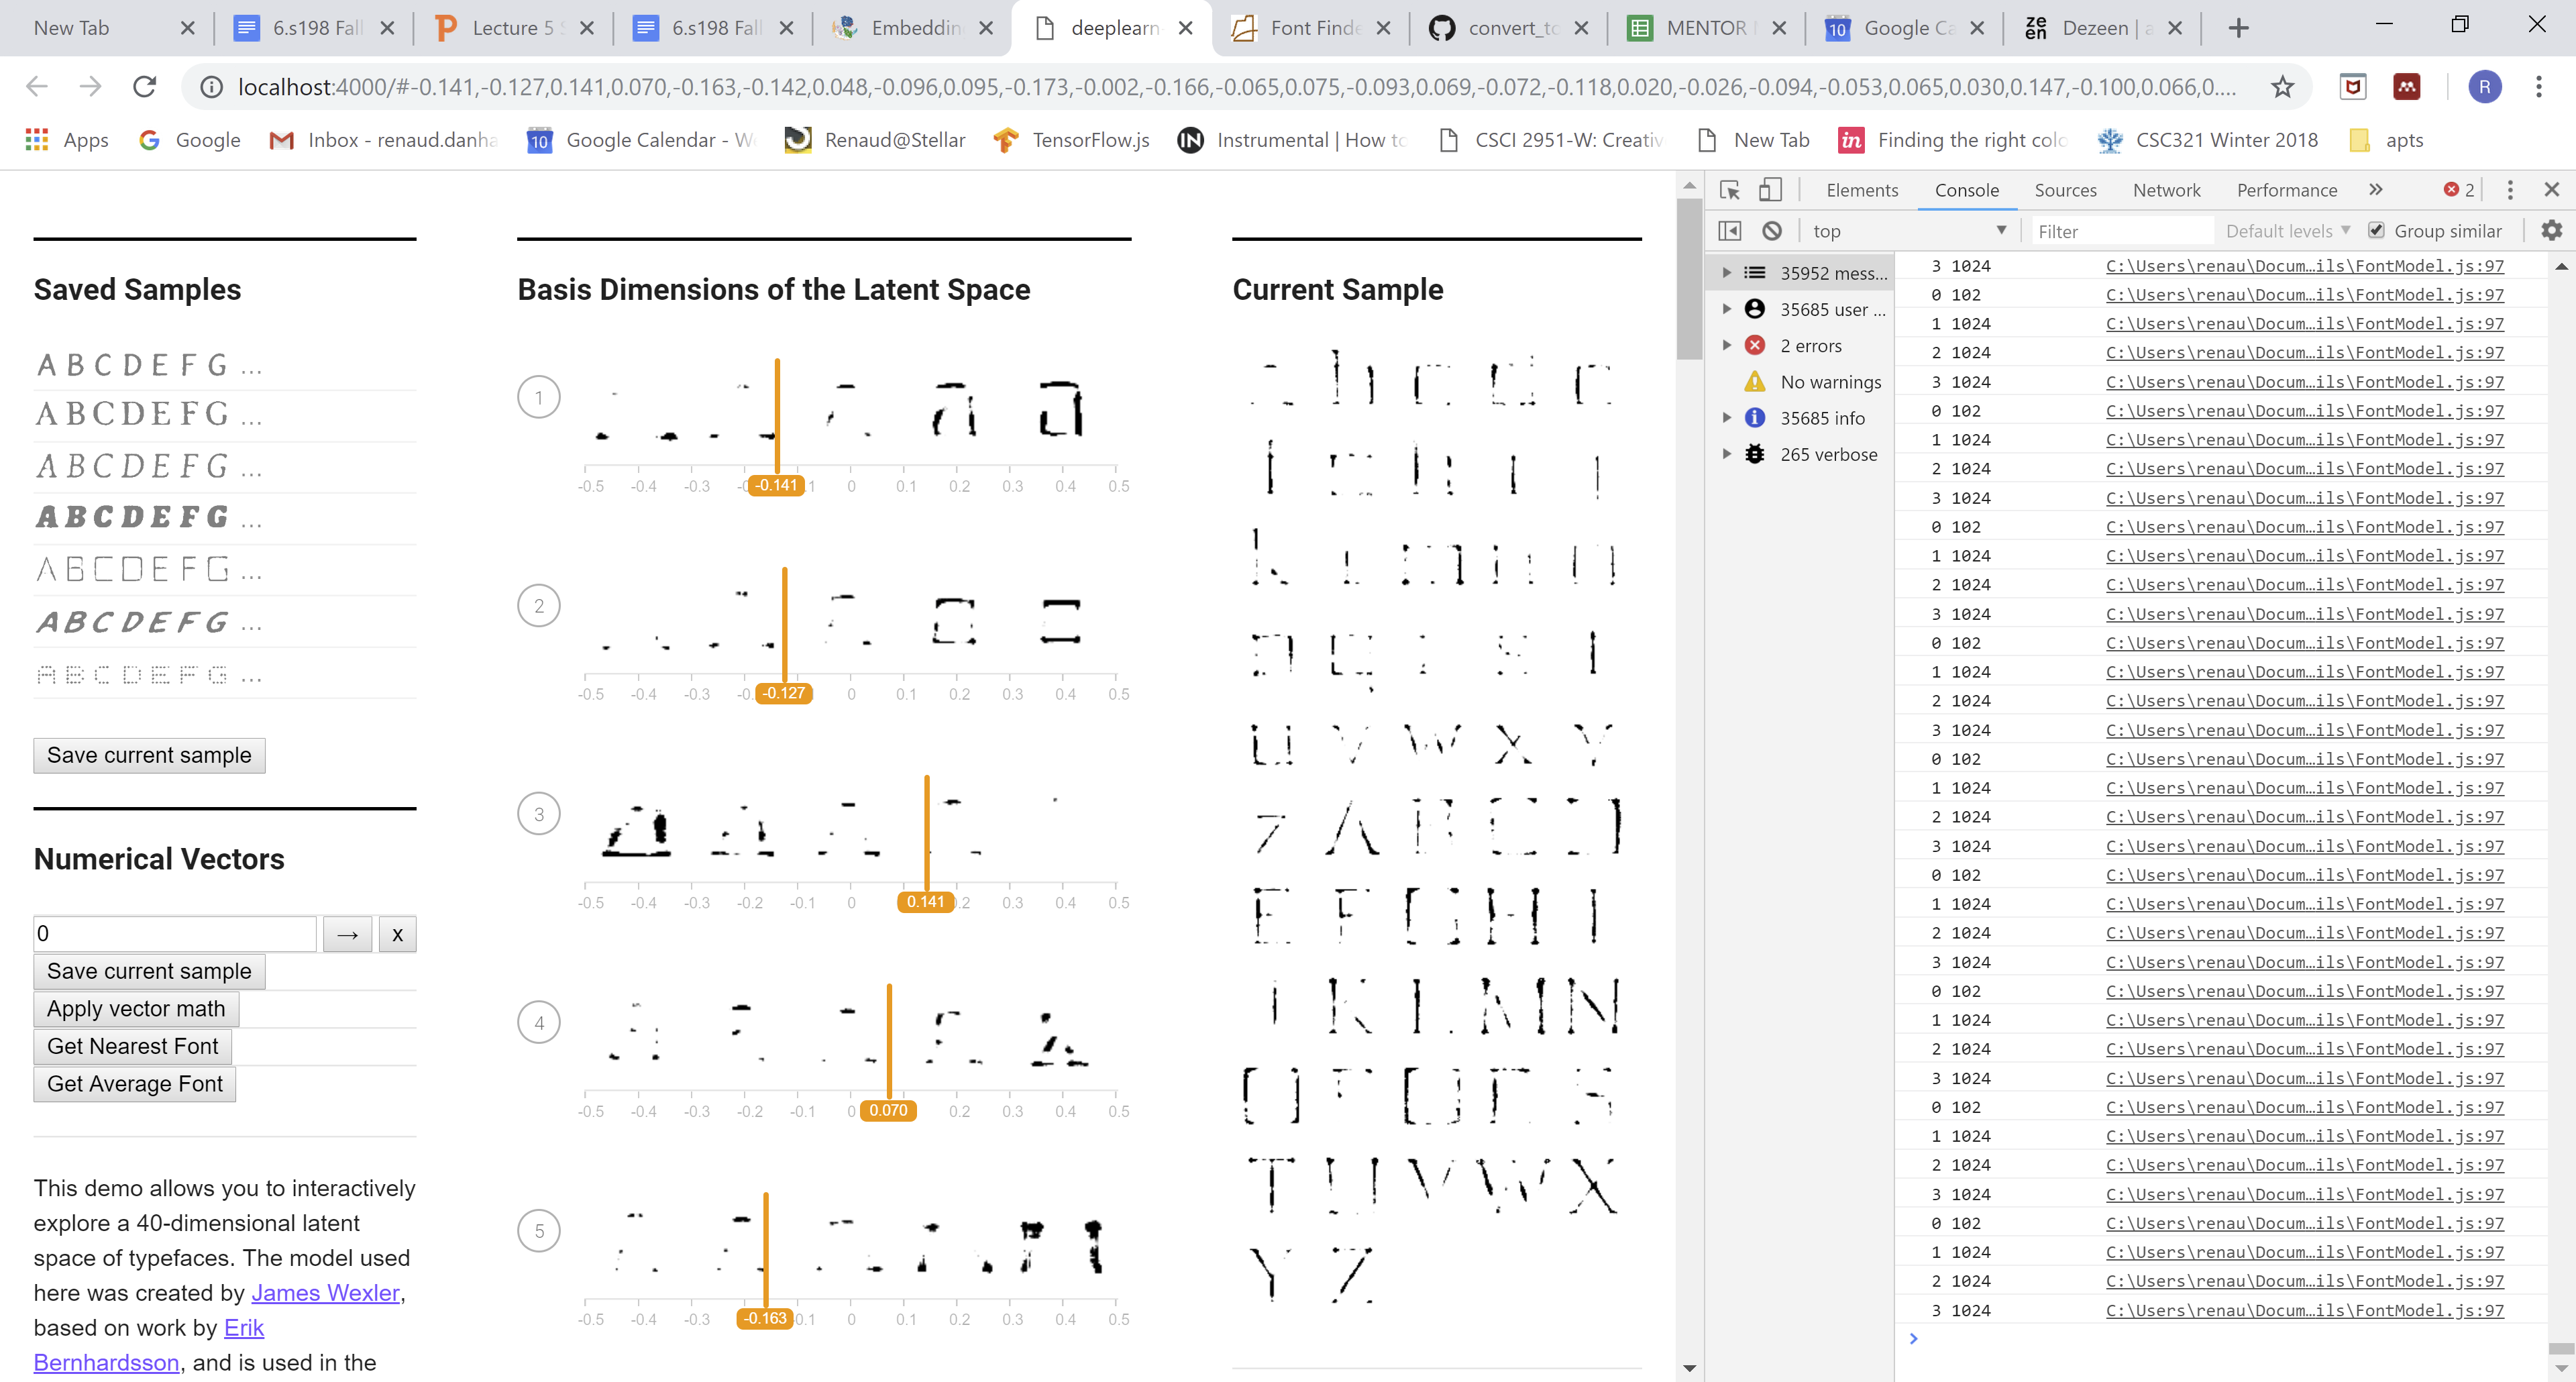 New Tab
6.s198 Fall
Lecture 5 S
6.s198 Fall
Embeddin
deeplearn
Font Finde
convert_to
MENTOR
10 Google Ca
ze en Dezeen | a
localhost:4000/#-0.141,-0.127,0.141,0.070,-0.163,-0.142,0.048,-0.096,0.095,-0.173,-0.002,-0.166,-0.065,0.075,-0.093,0.069,-0.072,-0.118,0.020,-0.026,-0.094,-0.053,0.065,0.030,0.147,-0.100,0.066,0....
R
Apps
Google
Inbox - renaud.danha
10 Google Calendar - W
Renaud@Stellar
TensorFlow.js
IN Instrumental | How to
CSCI 2951-W: Creativ
New Tab
in Finding the right colo
CSC321 Winter 2018
apts
Saved Samples
A B C D E F G ...
A B C D E F G ...
A B C D E F G ...
A B C D E F G ...
A B C D E F G ...
A B C D E F G ...
A B C D E F G ...
Save current sample
Numerical Vectors
0 → x
Save current sample
Apply vector math
Get Nearest Font
Get Average Font
This demo allows you to interactively
explore a 40-dimensional latent
space of typefaces. The model used
here was created by James Wexler,
based on work by Erik
Bernhardsson, and is used in the
Basis Dimensions of the Latent Space
1
-0.5 -0.4 -0.3 -0.141 0 0.1 0.2 0.3 0.4 0.5
2
-0.5 -0.4 -0.3 -0.127 0 0.1 0.2 0.3 0.4 0.5
3
-0.5 -0.4 -0.3 -0.2 -0.1 0 0.141 0.3 0.4 0.5
4
-0.5 -0.4 -0.3 -0.2 -0.1 0 0.070 0.2 0.3 0.4 0.5
5
-0.5 -0.4 -0.3 -0.163 0 0.1 0.2 0.3 0.4 0.5
Current Sample
u v w x y
z A B C D
E F G H I
K L M N
T U V W X
Y Z
Elements Console Sources Network Performance 2
top Filter Default levels Group similar
35952 mess...
35685 user ...
2 errors
No warnings
35685 info
265 verbose
3 1024 C:\Users\renau\Docum...ils\FontModel.js:97
0 102 C:\Users\renau\Docum...ils\FontModel.js:97
1 1024 C:\Users\renau\Docum...ils\FontModel.js:97
2 1024 C:\Users\renau\Docum...ils\FontModel.js:97
3 1024 C:\Users\renau\Docum...ils\FontModel.js:97
0 102 C:\Users\renau\Docum...ils\FontModel.js:97
1 1024 C:\Users\renau\Docum...ils\FontModel.js:97
2 1024 C:\Users\renau\Docum...ils\FontModel.js:97
3 1024 C:\Users\renau\Docum...ils\FontModel.js:97
0 102 C:\Users\renau\Docum...ils\FontModel.js:97
1 1024 C:\Users\renau\Docum...ils\FontModel.js:97
2 1024 C:\Users\renau\Docum...ils\FontModel.js:97
3 1024 C:\Users\renau\Docum...ils\FontModel.js:97
0 102 C:\Users\renau\Docum...ils\FontModel.js:97
1 1024 C:\Users\renau\Docum...ils\FontModel.js:97
2 1024 C:\Users\renau\Docum...ils\FontModel.js:97
3 1024 C:\Users\renau\Docum...ils\FontModel.js:97
0 102 C:\Users\renau\Docum...ils\FontModel.js:97
1 1024 C:\Users\renau\Docum...ils\FontModel.js:97
2 1024 C:\Users\renau\Docum...ils\FontModel.js:97
3 1024 C:\Users\renau\Docum...ils\FontModel.js:97
0 102 C:\Users\renau\Docum...ils\FontModel.js:97
1 1024 C:\Users\renau\Docum...ils\FontModel.js:97
2 1024 C:\Users\renau\Docum...ils\FontModel.js:97
3 1024 C:\Users\renau\Docum...ils\FontModel.js:97
0 102 C:\Users\renau\Docum...ils\FontModel.js:97
1 1024 C:\Users\renau\Docum...ils\FontModel.js:97
2 1024 C:\Users\renau\Docum...ils\FontModel.js:97
3 1024 C:\Users\renau\Docum...ils\FontModel.js:97
0 102 C:\Users\renau\Docum...ils\FontModel.js:97
1 1024 C:\Users\renau\Docum...ils\FontModel.js:97
2 1024 C:\Users\renau\Docum...ils\FontModel.js:97
3 1024 C:\Users\renau\Docum...ils\FontModel.js:97
0 102 C:\Users\renau\Docum...ils\FontModel.js:97
1 1024 C:\Users\renau\Docum...ils\FontModel.js:97
2 1024 C:\Users\renau\Docum...ils\FontModel.js:97
3 1024 C:\Users\renau\Docum...ils\FontModel.js:97